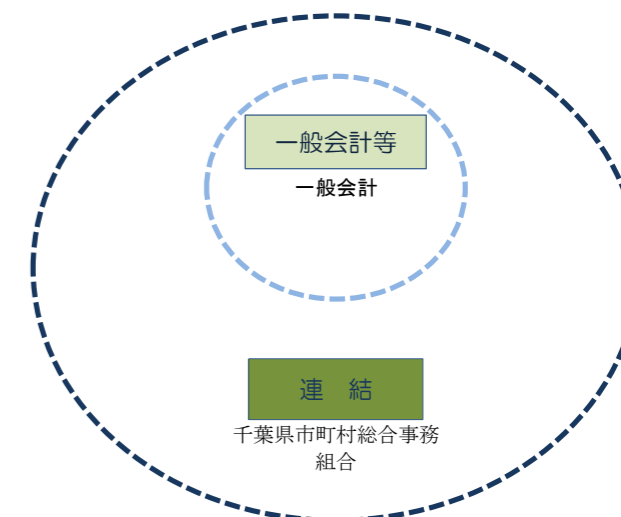 一般会計等
一般会計
連　結
千葉県市町村総合事務
組合